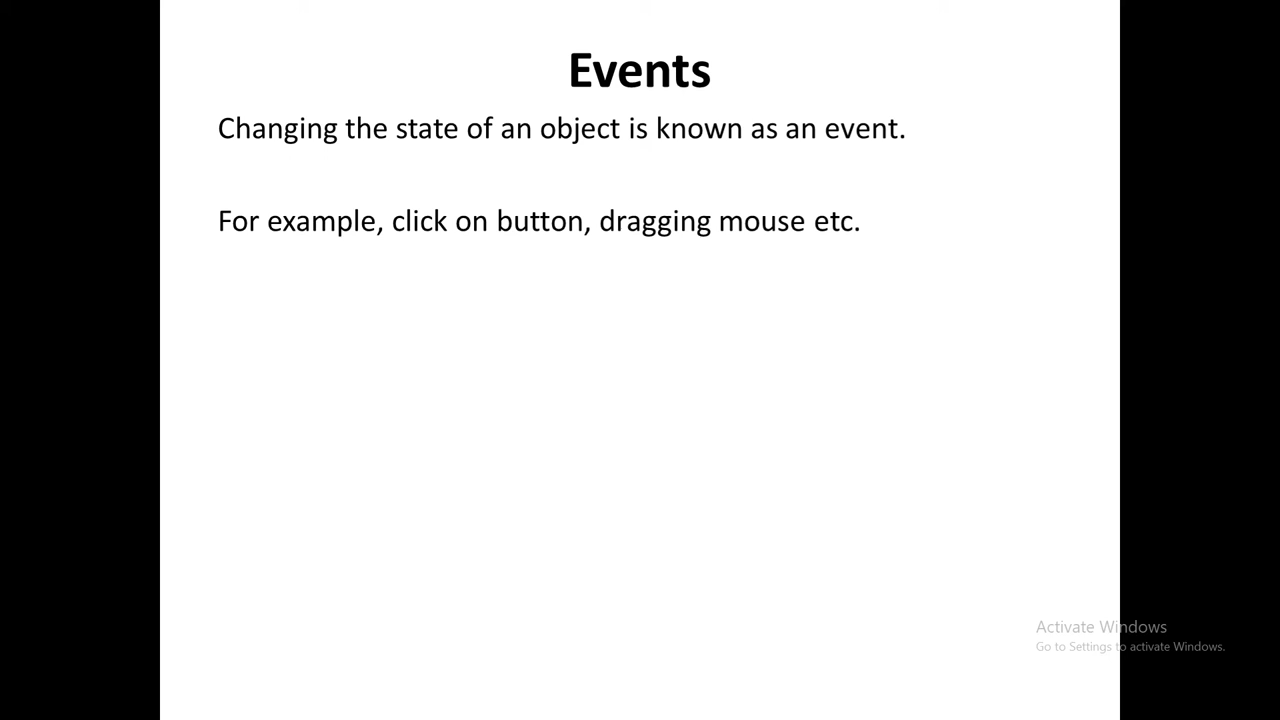 Events
Changing the state of an object is known as an event.
For example, click on button, dragging mouse etc.
Activate Windows
Go to Settings to activate Windows.